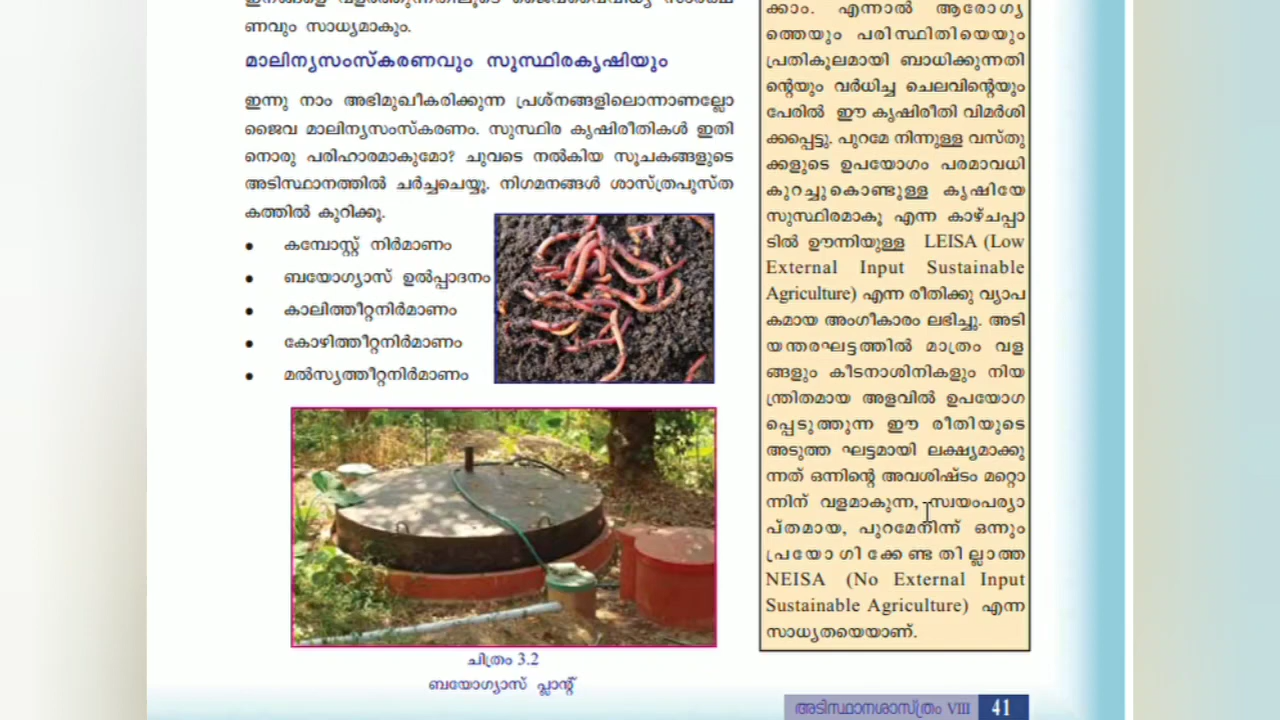 ണവും സാധ്യമാകും.
മാലിന്യസംസ്കരണവും സുസ്ഥിരകൃഷിയും
ഇന്നു നാം അഭിമുഖീകരിക്കുന്ന പ്രശ്നങ്ങളിലൊന്നാണല്ലോ
ജൈവ മാലിന്യസംസ്കരണം. സുസ്ഥിര കൃഷിരീതികൾ ഇതി
നൊരു പരിഹാരമാകുമോ? ചുവടെ നൽകിയ സൂചകങ്ങളുടെ
അടിസ്ഥാനത്തിൽ ചർച്ചചെയ്യൂ. നിഗമനങ്ങൾ ശാസ്ത്രപുസ്ത
കത്തിൽ കുറിക്കൂ.
• കമ്പോസ്റ്റ് നിർമാണം
• ബയോഗ്യാസ് ഉൽപ്പാദനം
• കാലിത്തീറ്റനിർമാണം
• കോഴിത്തീറ്റനിർമാണം
• മൽസ്യത്തീറ്റനിർമാണം
ചിത്രം 3.2
ബയോഗ്യാസ് പ്ലാന്റ്
ക്കാം. എന്നാൽ ആരോഗ്യ
ത്തെയും പരിസ്ഥിതിയെയും
പ്രതികൂലമായി ബാധിക്കുന്നതി
ന്റെയും വർധിച്ച ചെലവിന്റെയും
പേരിൽ ഈ കൃഷിരീതി വിമർശി
ക്കപ്പെട്ടു. പുറമേ നിന്നുള്ള വസ്തു
ക്കളുടെ ഉപയോഗം പരമാവധി
കുറച്ചുകൊണ്ടുള്ള കൃഷിയേ
സുസ്ഥിരമാകൂ എന്ന കാഴ്ചപ്പാ
ടിൽ ഊന്നിയുള്ള LEISA (Low
External Input Sustainable
Agriculture) എന്ന രീതിക്കു വ്യാപ
കമായ അംഗീകാരം ലഭിച്ചു. അടി
യന്തരഘട്ടത്തിൽ മാത്രം വള
ങ്ങളും കീടനാശിനികളും നിയ
ന്ത്രിതമായ അളവിൽ ഉപയോഗ
പ്പെടുത്തുന്ന ഈ രീതിയുടെ
അടുത്ത ഘട്ടമായി ലക്ഷ്യമാക്കു
ന്നത് ഒന്നിന്റെ അവശിഷ്ടം മറ്റൊ
ന്നിന് വളമാകുന്ന, സ്വയംപര്യാ
പ്തമായ, പുറമേനിന്ന് ഒന്നും
പ്രയോഗിക്കേണ്ടതില്ലാത്ത
NEISA (No External Input
Sustainable Agriculture) എന്ന
സാധ്യതയെയാണ്.
അടിസ്ഥാനശാസ്ത്രം VIII 41